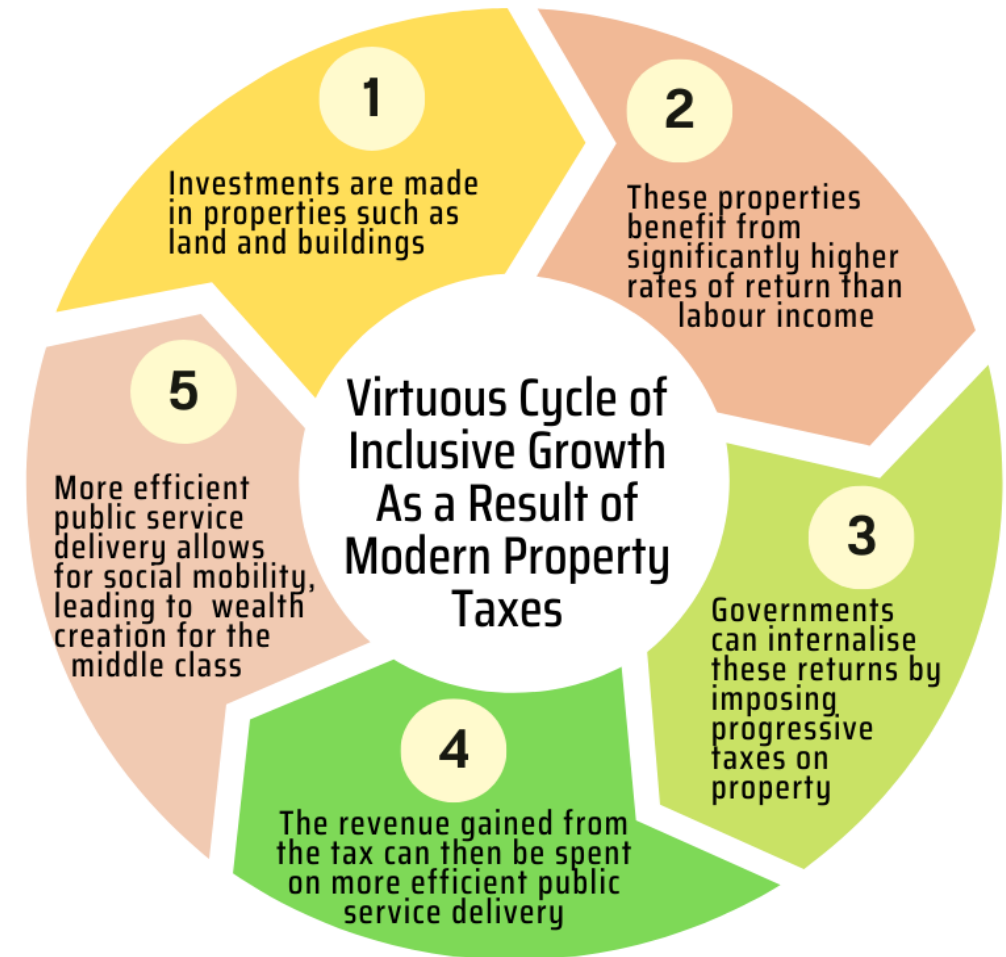 1
Investments are made
in properties such as
land and buildings
2
These properties
benefit from
significantly higher
rates of return than
labour income
3
Governments
can internalise
these returns by
imposing
progressive
taxes on
property
4
The revenue gained from
the tax can then be spent
on more efficient public
service delivery
5
More efficient
public service
delivery allows
for social mobility,
leading to wealth
creation for the
middle class
Virtuous Cycle of
Inclusive Growth
As a Result of
Modern Property
Taxes